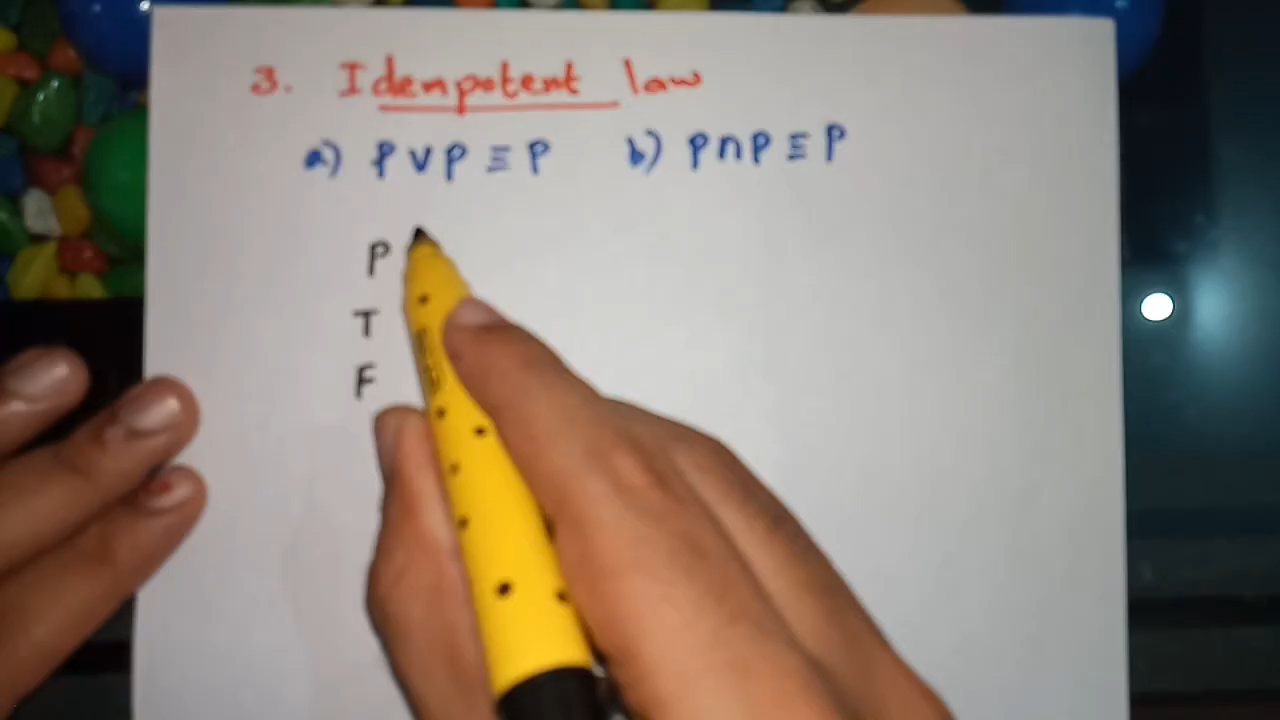 3. Idempotent law
a) P ∨ P ≡ P b) P ∩ P ≡ P
P
T
F